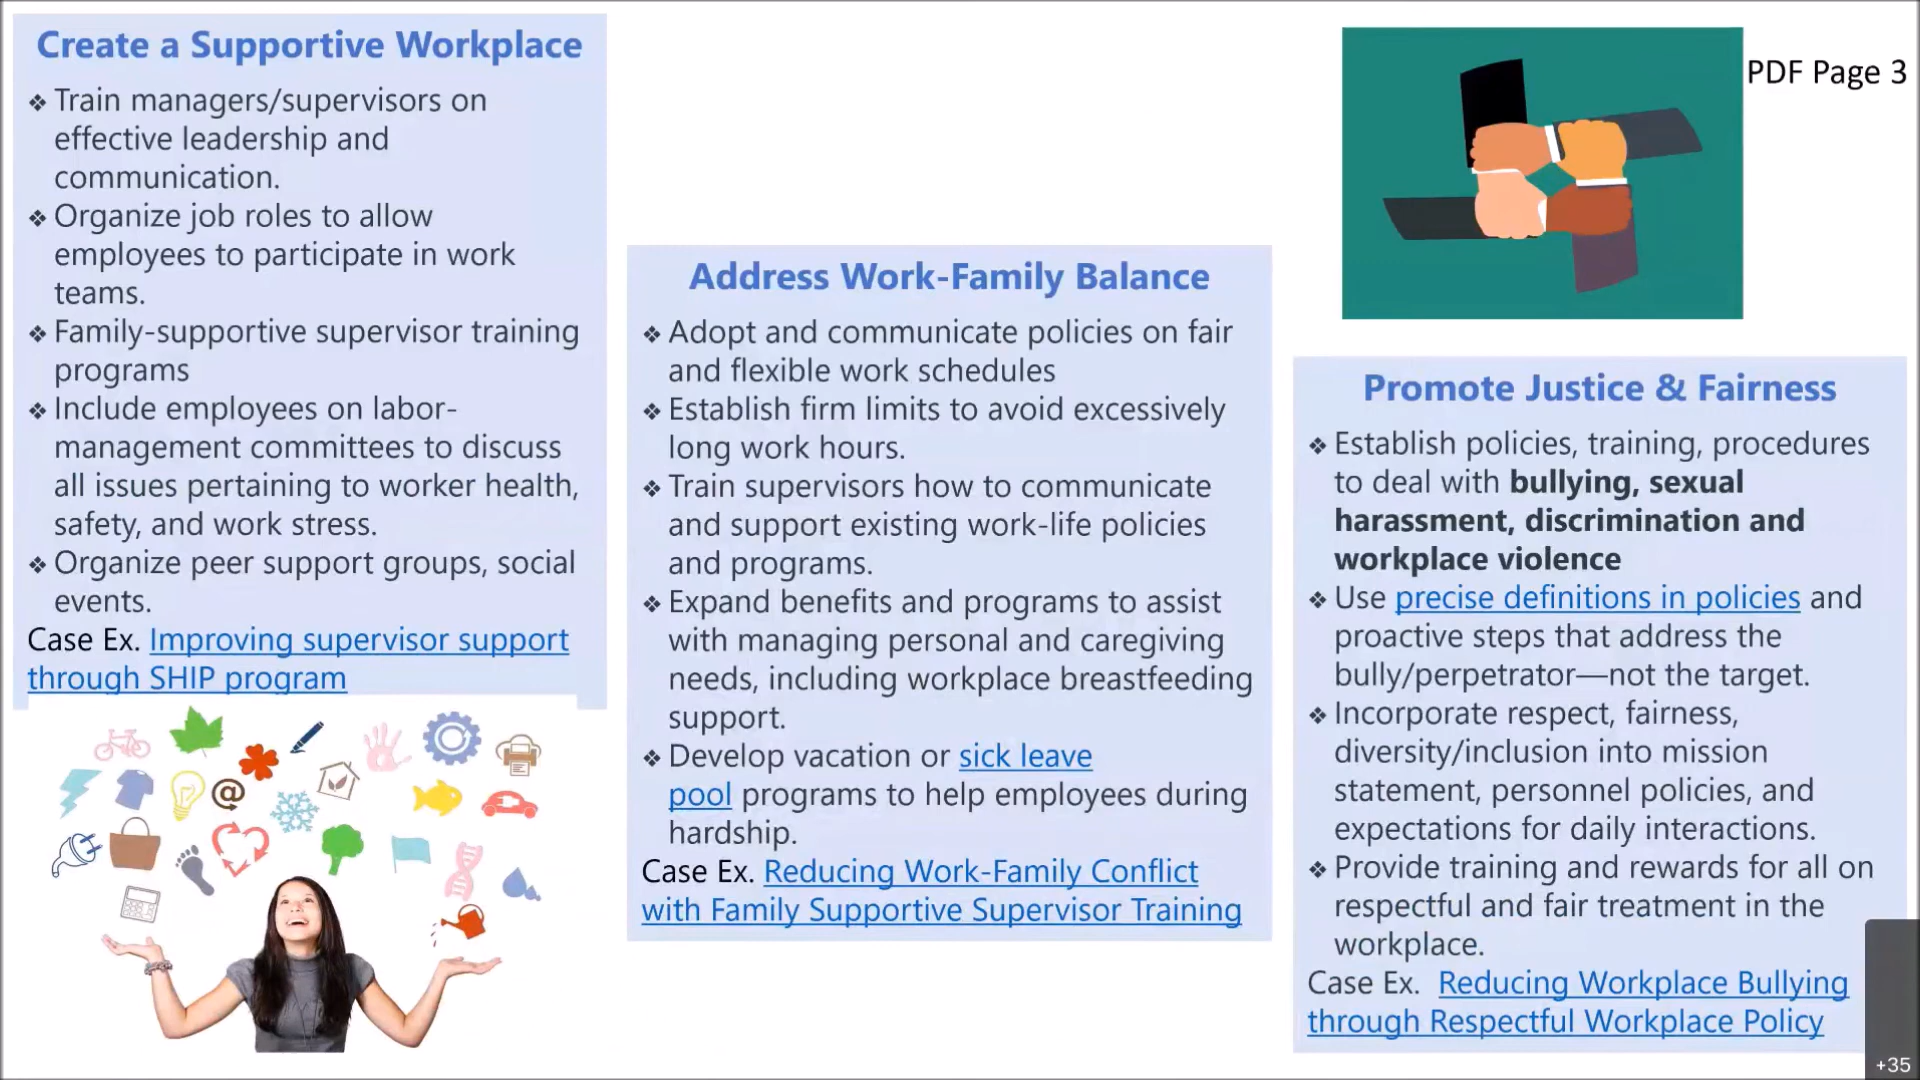 Create a Supportive Workplace
❖ Train managers/supervisors on
effective leadership and
communication.
❖ Organize job roles to allow
employees to participate in work
teams.
❖ Family-supportive supervisor training
programs
❖ Include employees on labor-
management committees to discuss
all issues pertaining to worker health,
safety, and work stress.
❖ Organize peer support groups, social
events.
Case Ex. Improving supervisor support
through SHIP program
@
Address Work-Family Balance
❖ Adopt and communicate policies on fair
and flexible work schedules
❖ Establish firm limits to avoid excessively
long work hours.
❖ Train supervisors how to communicate
and support existing work-life policies
and programs.
❖ Expand benefits and programs to assist
with managing personal and caregiving
needs, including workplace breastfeeding
support.
❖ Develop vacation or sick leave
pool programs to help employees during
hardship.
Case Ex. Reducing Work-Family Conflict
with Family Supportive Supervisor Training
PDF Page 3
Promote Justice & Fairness
❖ Establish policies, training, procedures
to deal with bullying, sexual
harassment, discrimination and
workplace violence
❖ Use precise definitions in policies and
proactive steps that address the
bully/perpetrator—not the target.
❖ Incorporate respect, fairness,
diversity/inclusion into mission
statement, personnel policies, and
expectations for daily interactions.
❖ Provide training and rewards for all on
respectful and fair treatment in the
workplace.
Case Ex. Reducing Workplace Bullying
through Respectful Workplace Policy
+35